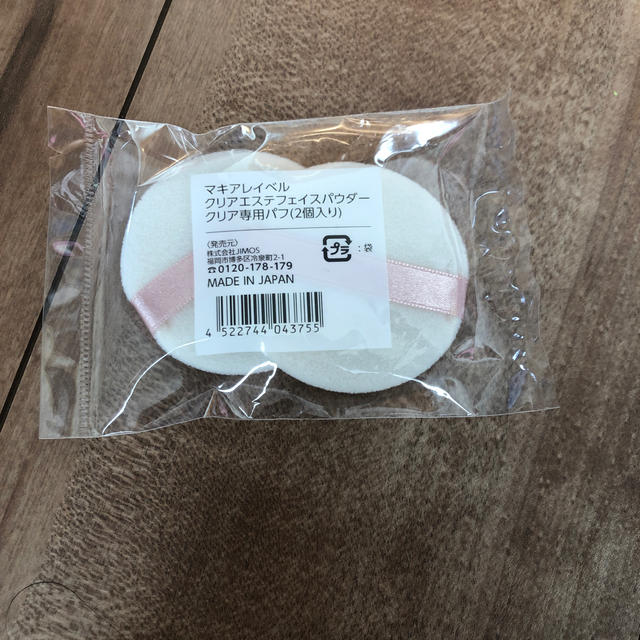 マキアレイベル
クリアエステフェイスパウダー
クリア専用パフ(2個入り)
(発売元)
株式会社JIMOS
福岡市博多区冷泉町2-1
☎0120-178-179
MADE IN JAPAN
プラ :袋
4 522744 043755